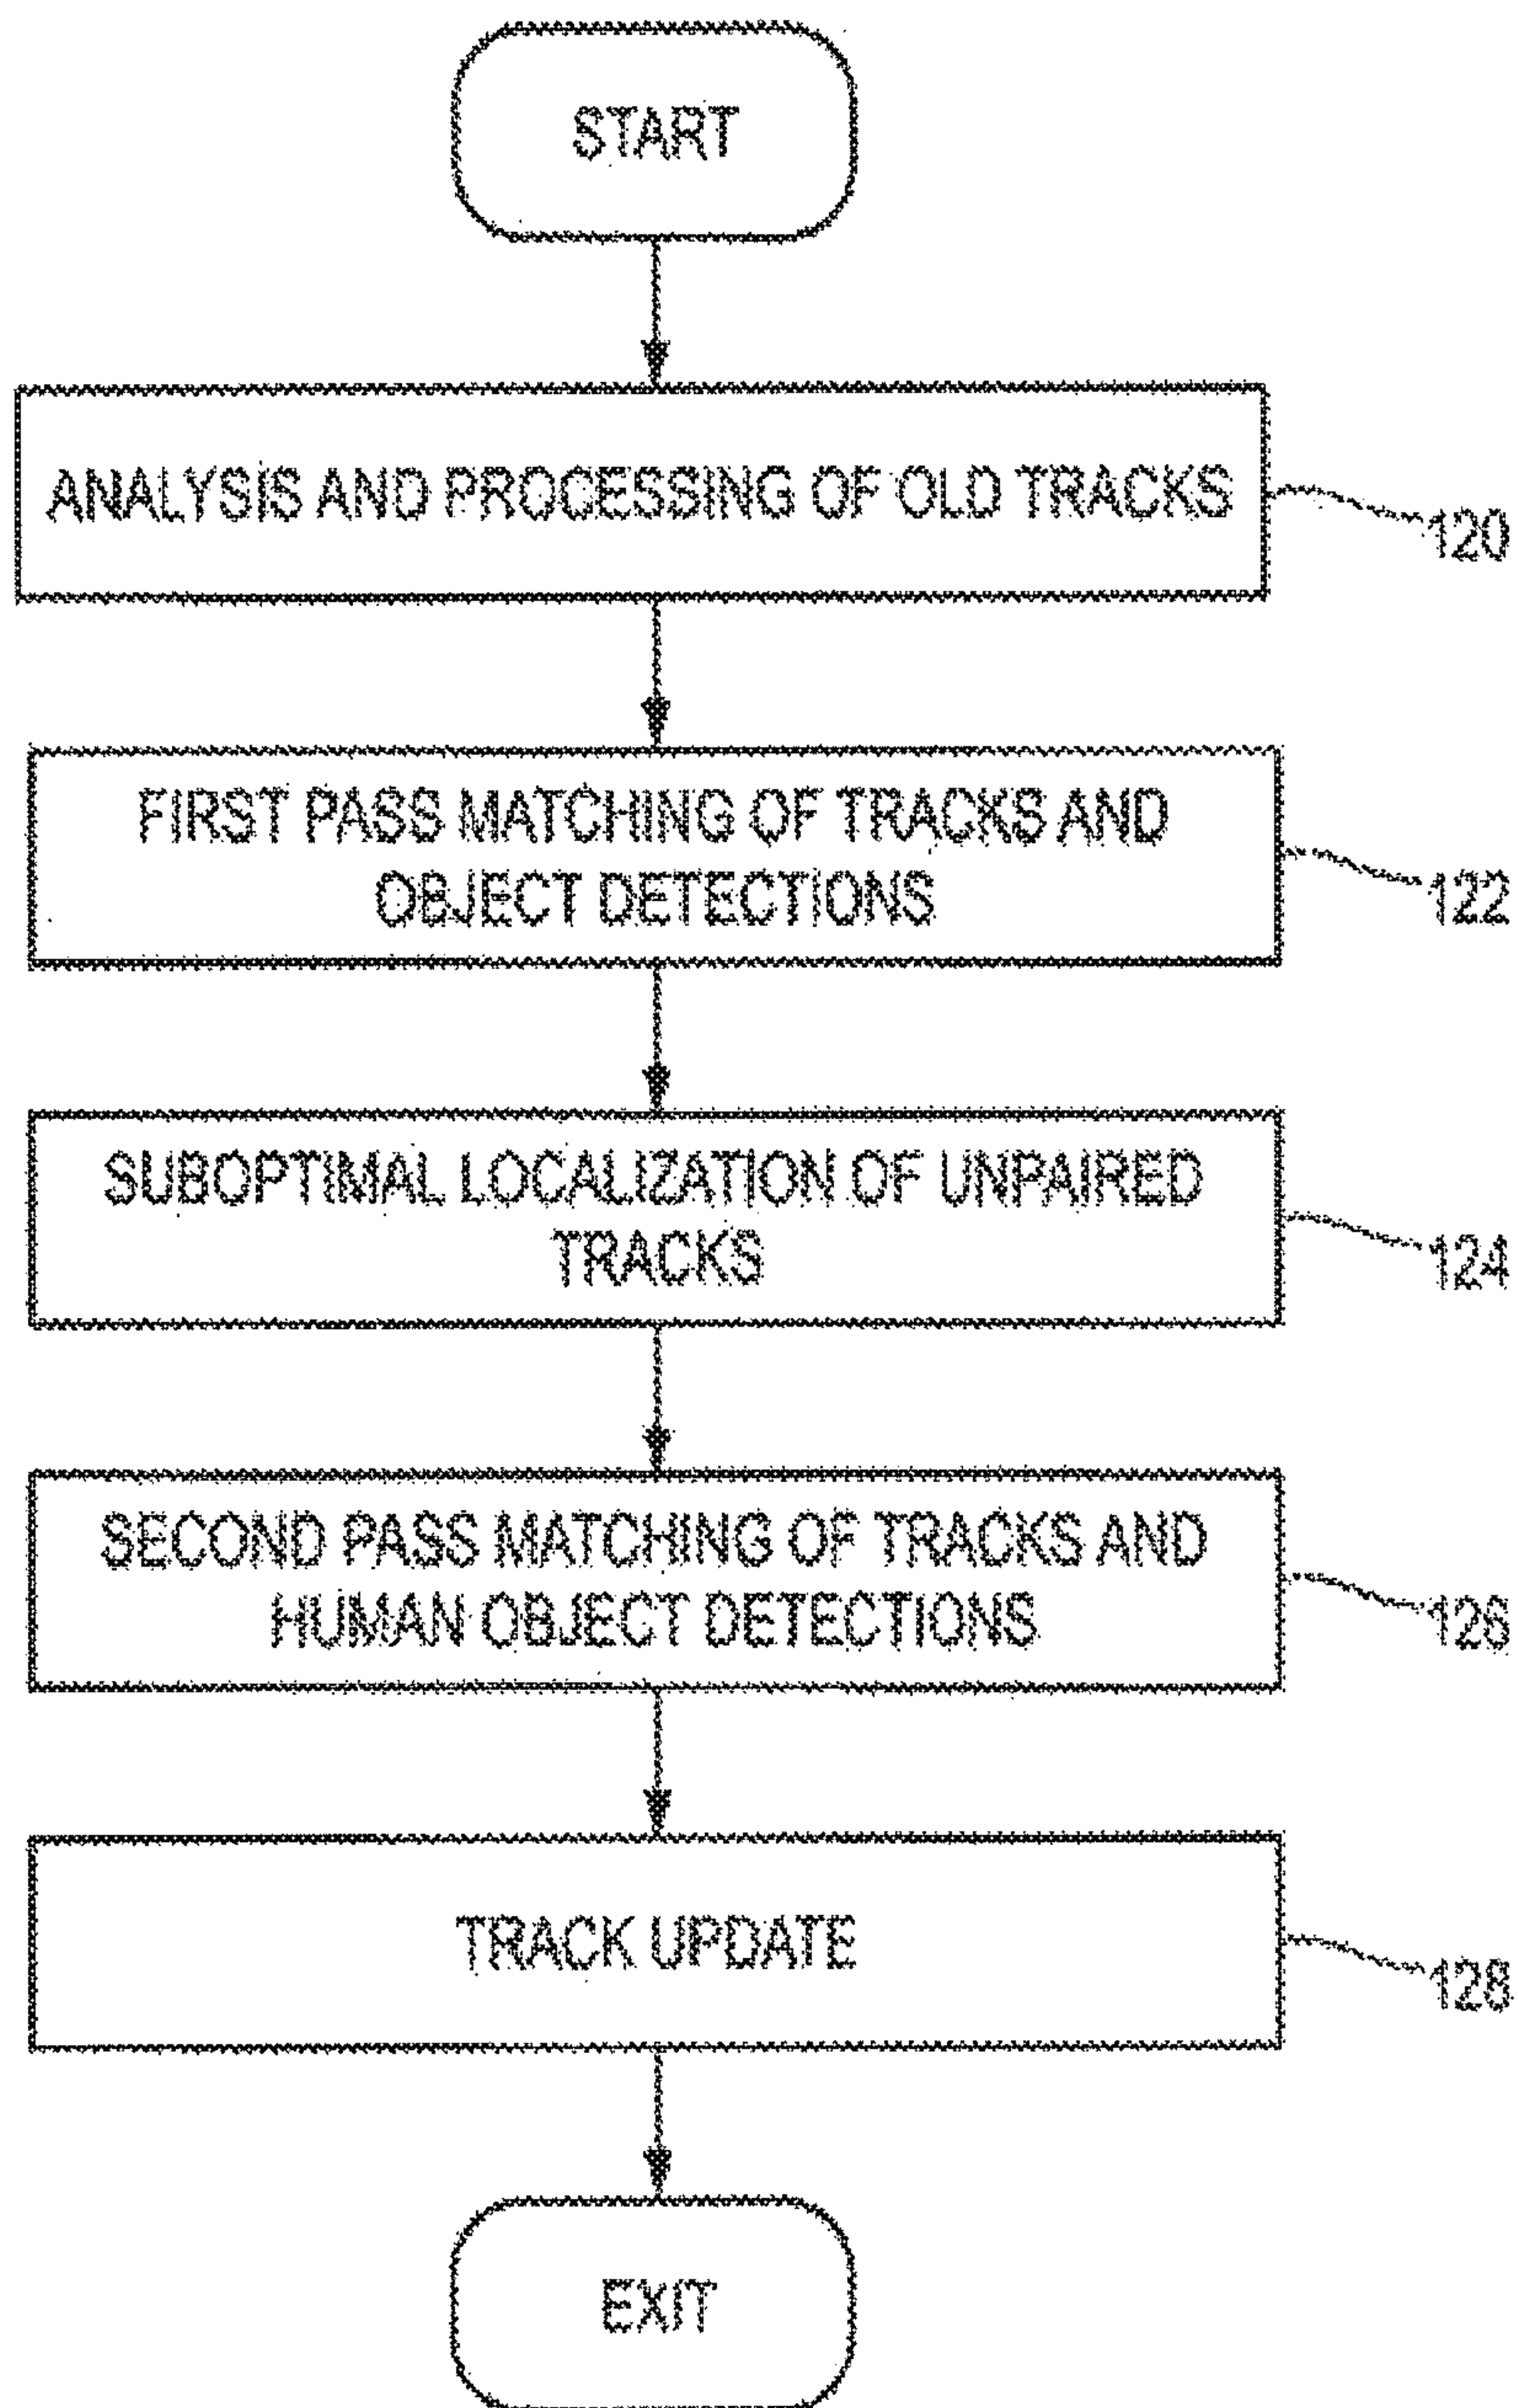 START
ANALYSIS AND PROCESSING OF OLD TRACKS
120
FIRST PASS MATCHING OF TRACKS AND
OBJECT DETECTIONS
122
SUBOPTIMAL LOCALIZATION OF UNPAIRED
TRACKS
124
SECOND PASS MATCHING OF TRACKS AND
HUMAN OBJECT DETECTIONS
126
TRACK UPDATE
128
EXIT